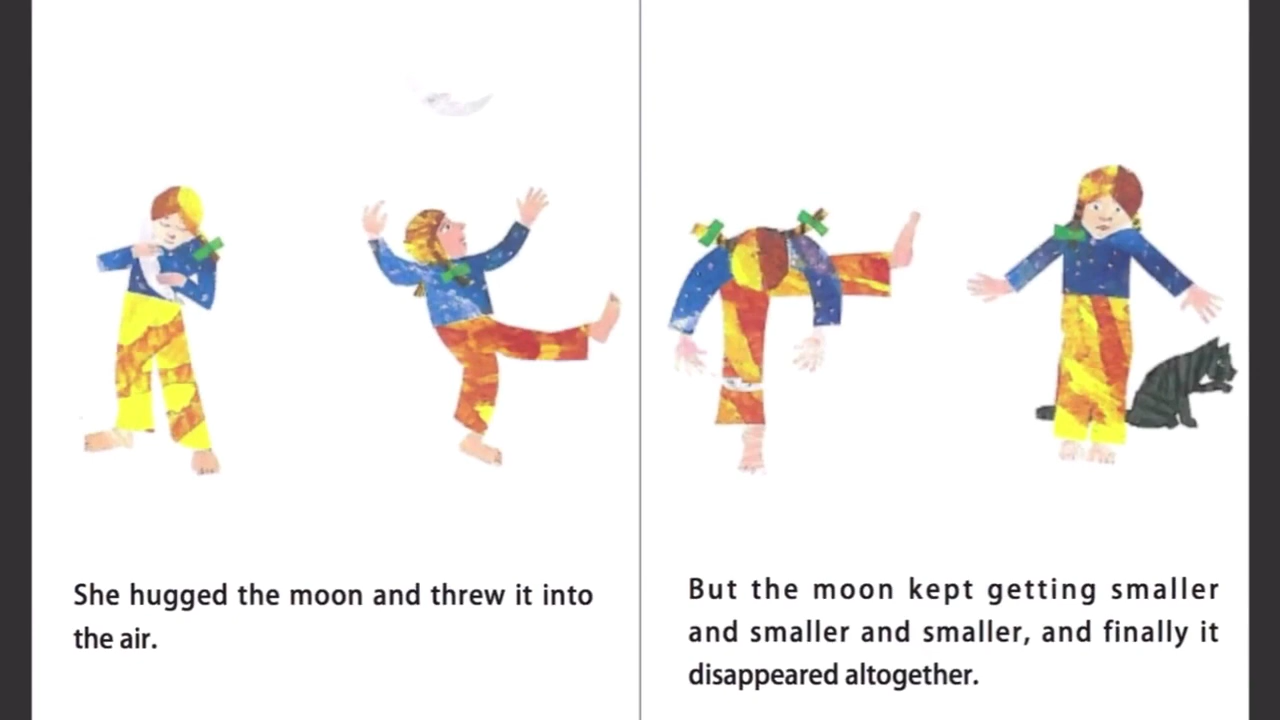 She hugged the moon and threw it into
the air.
But the moon kept getting smaller
and smaller and smaller, and finally it
disappeared altogether.